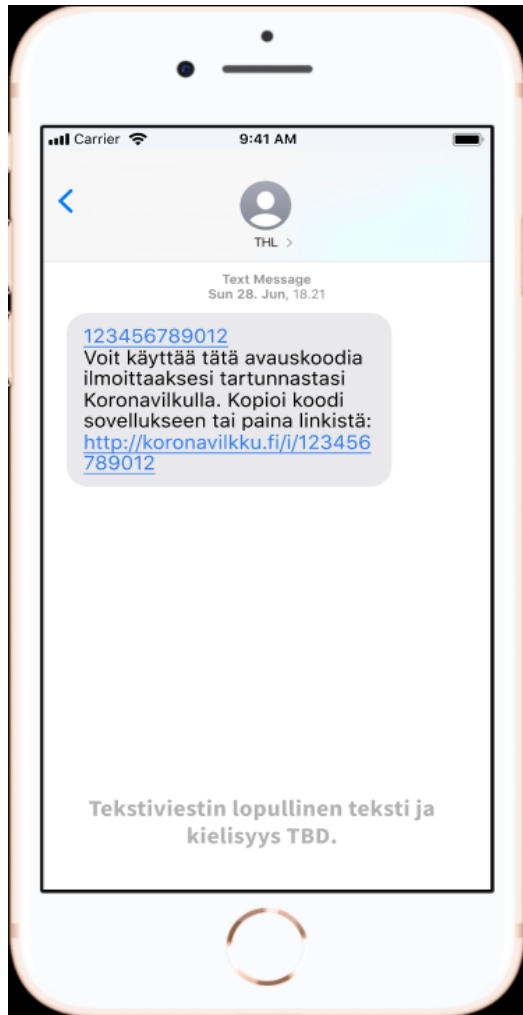 Carrier 9:41 AM
THL >
Text Message
Sun 28. Jun, 18.21
123456789012
Voit käyttää tätä avauskoodia
ilmoittaaksesi tartunnastasi
Koronavilkulla. Kopioi koodi
sovellukseen tai paina linkistä:
http://koronavilkku.fi/i/123456
789012
Tekstiviestin lopullinen teksti ja
kielisyys TBD.